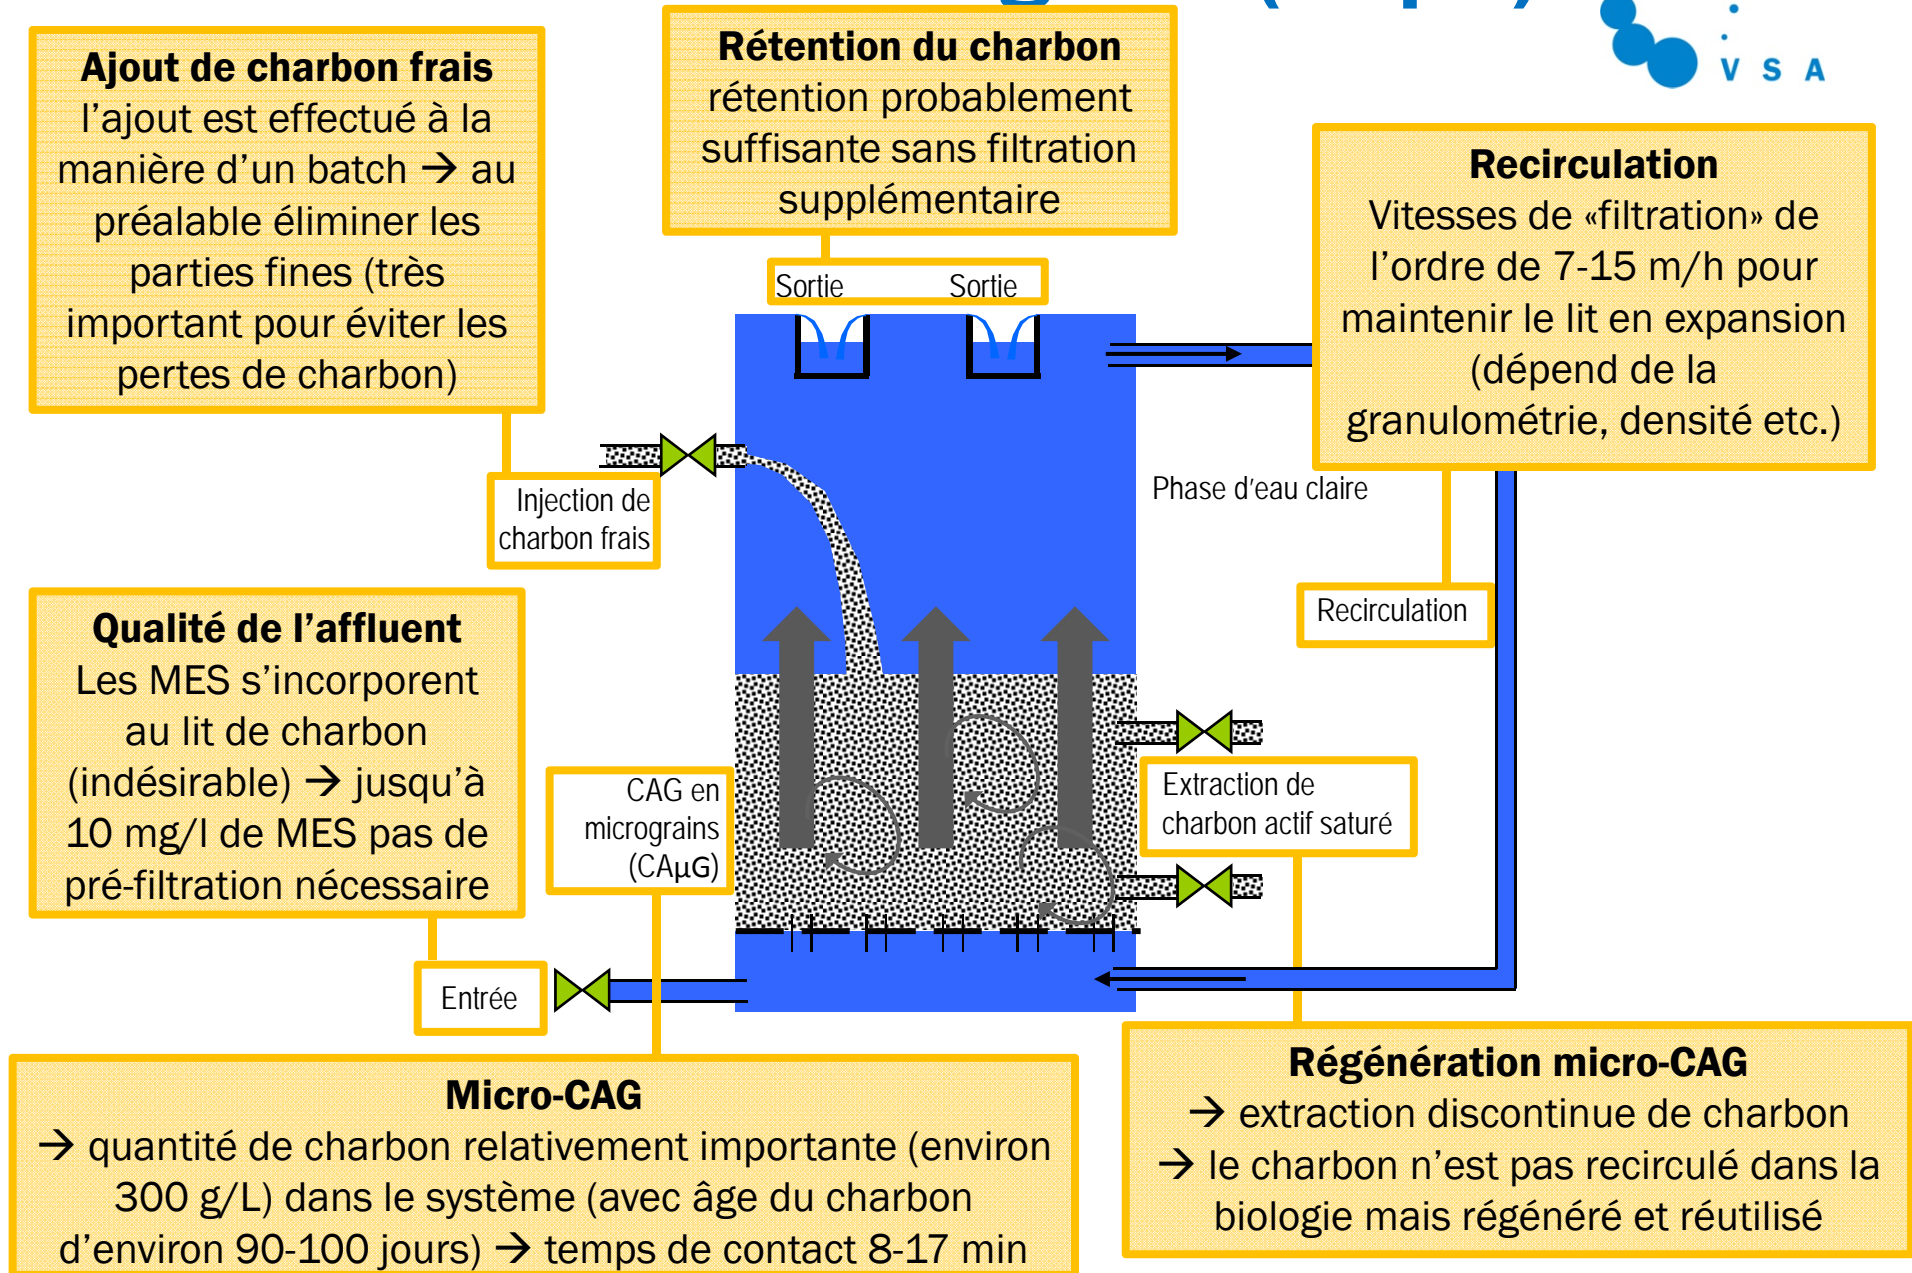 Ajout de charbon frais
l’ajout est effectué à la
manière d’un batch → au
préalable éliminer les
parties fines (très
important pour éviter les
pertes de charbon)
Rétention du charbon
rétention probablement
suffisante sans filtration
supplémentaire
V S A
Recirculation
Vitesses de «filtration» de
l’ordre de 7-15 m/h pour
maintenir le lit en expansion
(dépend de la
granulométrie, densité etc.)
Sortie Sortie
Injection de
charbon frais
Phase d’eau claire
Recirculation
Qualité de l’affluent
Les MES s’incorporent
au lit de charbon
(indésirable) → jusqu’à
10 mg/l de MES pas de
pré-filtration nécessaire
CAG en
micrograins
(CAµG)
Extraction de
charbon actif saturé
Entrée
Micro-CAG
→ quantité de charbon relativement importante (environ
300 g/L) dans le système (avec âge du charbon
d’environ 90-100 jours) → temps de contact 8-17 min
Régénération micro-CAG
→ extraction discontinue de charbon
→ le charbon n’est pas recirculé dans la
biologie mais régénéré et réutilisé